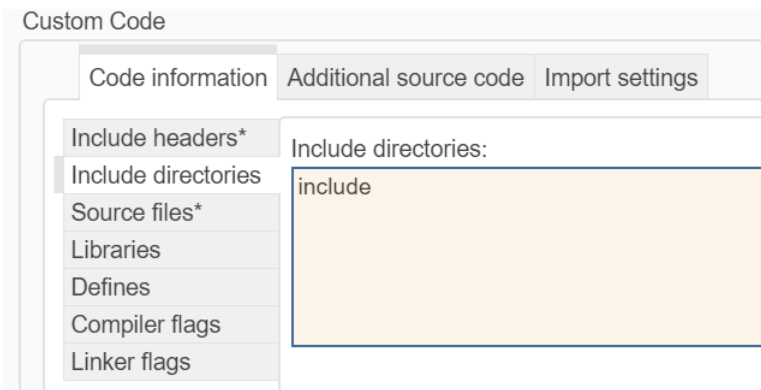 Custom Code
Code information
Additional source code
Import settings
Include headers*
Include directories
Source files*
Libraries
Defines
Compiler flags
Linker flags
Include directories:
include